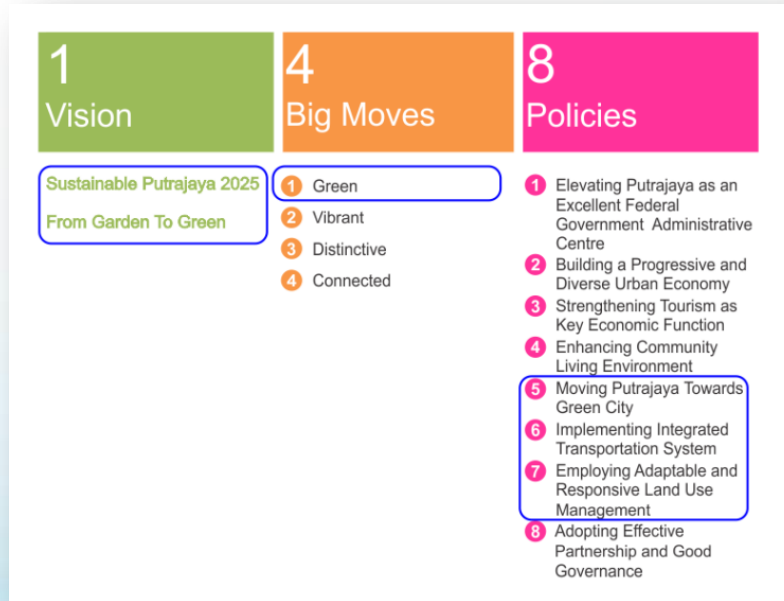 1
Vision
Sustainable Putrajaya 2025
From Garden To Green
4
Big Moves
1 Green
2 Vibrant
3 Distinctive
4 Connected
8
Policies
1 Elevating Putrajaya as an
Excellent Federal
Government Administrative
Centre
2 Building a Progressive and
Diverse Urban Economy
3 Strengthening Tourism as
Key Economic Function
4 Enhancing Community
Living Environment
5 Moving Putrajaya Towards
Green City
6 Implementing Integrated
Transportation System
7 Employing Adaptable and
Responsive Land Use
Management
8 Adopting Effective
Partnership and Good
Governance